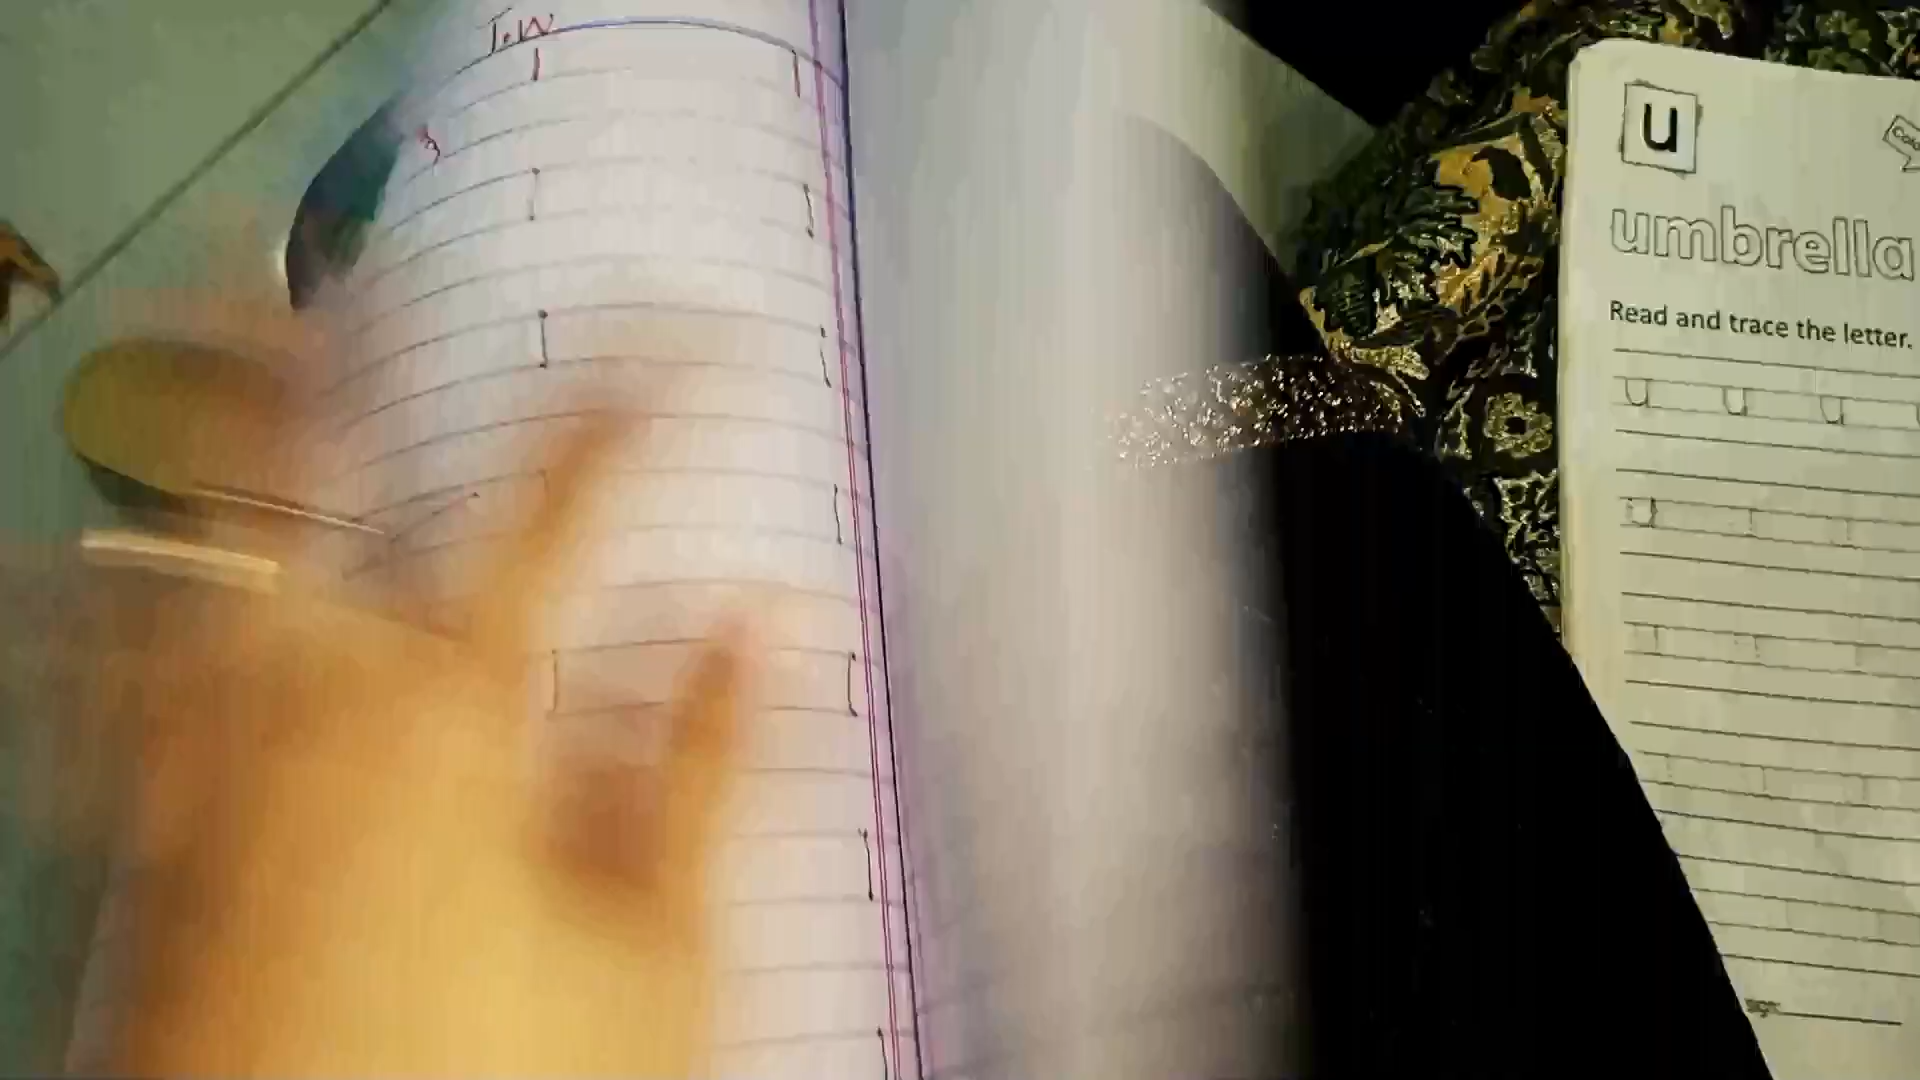 T.W
u
umbrella
Read and trace the letter.
u u u
u